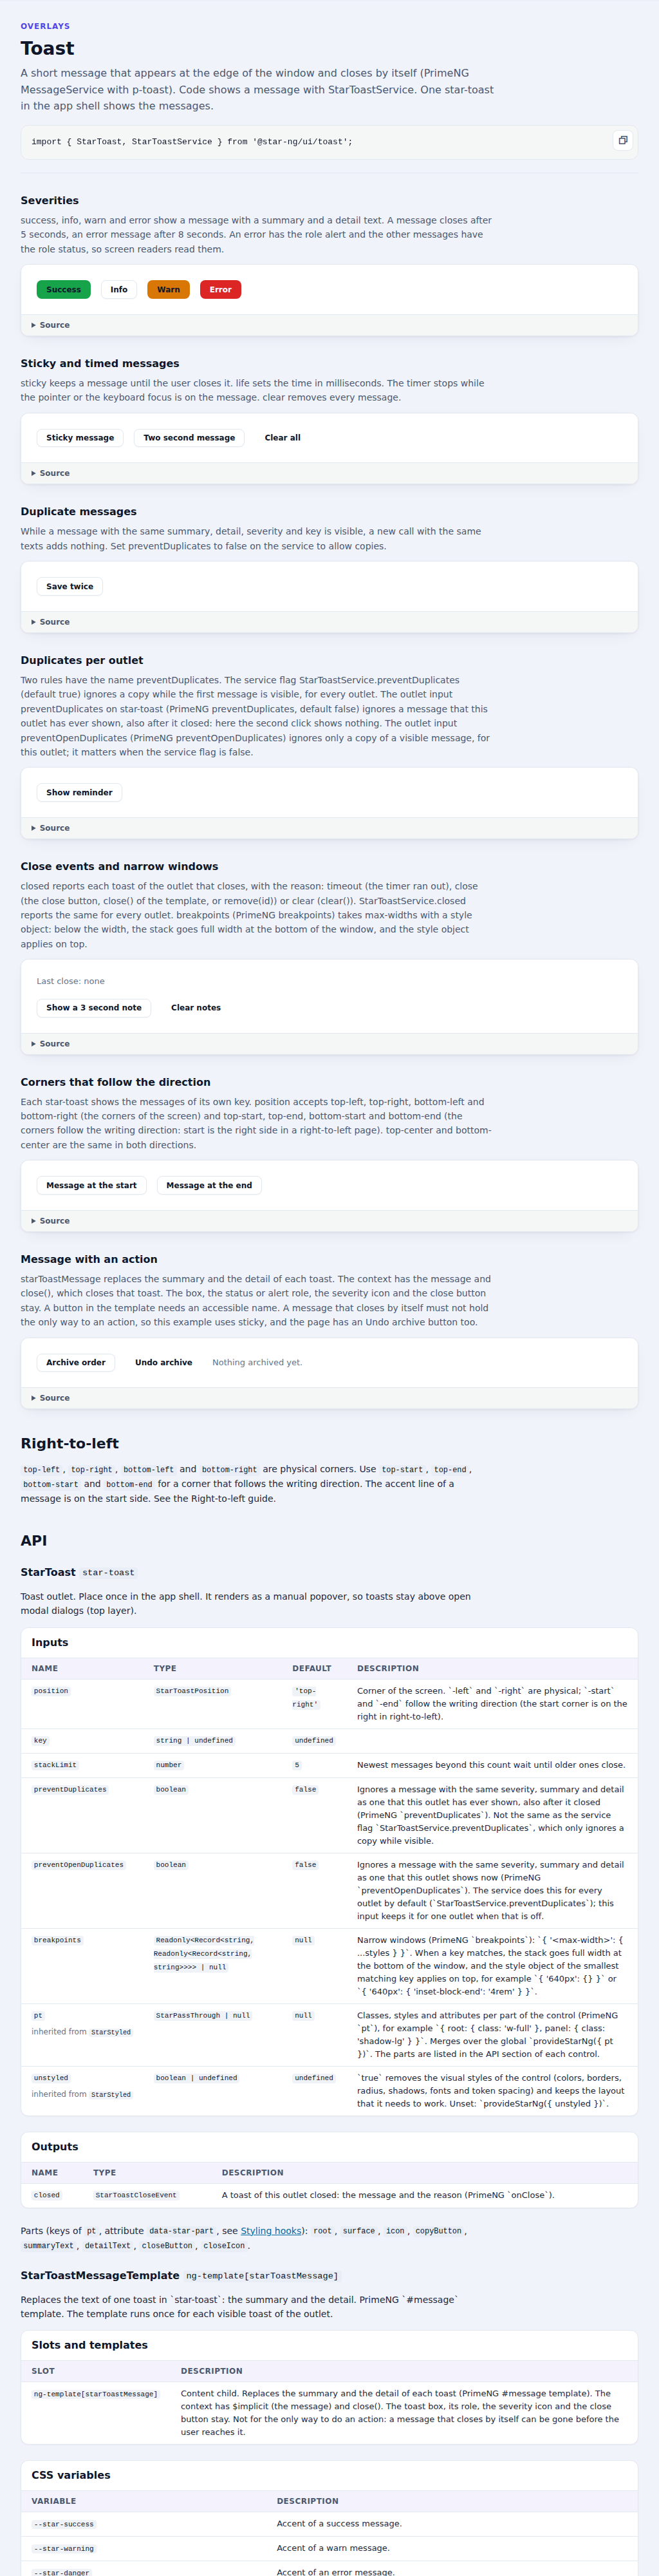 OVERLAYS
Toast
A short message that appears at the edge of the window and closes by itself (PrimeNG
MessageService with p-toast). Code shows a message with StarToastService. One star-toast
in the app shell shows the messages.
import { StarToast, StarToastService } from '@star-ng/ui/toast';
Severities
success, info, warn and error show a message with a summary and a detail text. A message closes after
5 seconds, an error message after 8 seconds. An error has the role alert and the other messages have
the role status, so screen readers read them.
Success Info Warn Error
Source
Sticky and timed messages
sticky keeps a message until the user closes it. life sets the time in milliseconds. The timer stops while
the pointer or the keyboard focus is on the message. clear removes every message.
Sticky message Two second message Clear all
Source
Duplicate messages
While a message with the same summary, detail, severity and key is visible, a new call with the same
texts adds nothing. Set preventDuplicates to false on the service to allow copies.
Save twice
Source
Duplicates per outlet
Two rules have the name preventDuplicates. The service flag StarToastService.preventDuplicates
(default true) ignores a copy while the first message is visible, for every outlet. The outlet input
preventDuplicates on star-toast (PrimeNG preventDuplicates, default false) ignores a message that this
outlet has ever shown, also after it closed: here the second click shows nothing. The outlet input
preventOpenDuplicates (PrimeNG preventOpenDuplicates) ignores only a copy of a visible message, for
this outlet; it matters when the service flag is false.
Show reminder
Source
Close events and narrow windows
closed reports each toast of the outlet that closes, with the reason: timeout (the timer ran out), close
(the close button, close() of the template, or remove(id)) or clear (clear()). StarToastService.closed
reports the same for every outlet. breakpoints (PrimeNG breakpoints) takes max-widths with a style
object: below the width, the stack goes full width at the bottom of the window, and the style object
applies on top.
Last close: none
Show a 3 second note Clear notes
Source
Corners that follow the direction
Each star-toast shows the messages of its own key. position accepts top-left, top-right, bottom-left and
bottom-right (the corners of the screen) and top-start, top-end, bottom-start and bottom-end (the
corners follow the writing direction: start is the right side in a right-to-left page). top-center and bottom-
center are the same in both directions.
Message at the start Message at the end
Source
Message with an action
starToastMessage replaces the summary and the detail of each toast. The context has the message and
close(), which closes that toast. The box, the status or alert role, the severity icon and the close button
stay. A button in the template needs an accessible name. A message that closes by itself must not hold
the only way to an action, so this example uses sticky, and the page has an Undo archive button too.
Archive order Undo archive Nothing archived yet.
Source
Right-to-left
top-left, top-right, bottom-left and bottom-right are physical corners. Use top-start, top-end,
bottom-start and bottom-end for a corner that follows the writing direction. The accent line of a
message is on the start side. See the Right-to-left guide.
API
StarToast star-toast
Toast outlet. Place once in the app shell. It renders as a manual popover, so toasts stay above open
modal dialogs (top layer).
Inputs
NAME TYPE DEFAULT DESCRIPTION
position StarToastPosition 'top- Corner of the screen. `-left` and `-right` are physical; `-start`
right' and `-end` follow the writing direction (the start corner is on the
right in right-to-left).
key string | undefined undefined
stackLimit number 5 Newest messages beyond this count wait until older ones close.
preventDuplicates boolean false Ignores a message with the same severity, summary and detail
as one that this outlet has ever shown, also after it closed
(PrimeNG `preventDuplicates`). Not the same as the service
flag `StarToastService.preventDuplicates`, which only ignores a
copy while visible.
preventOpenDuplicates boolean false Ignores a message with the same severity, summary and detail
as one that this outlet shows now (PrimeNG
`preventOpenDuplicates`). The service does this for every
outlet by default (`StarToastService.preventDuplicates`); this
input keeps it for one outlet when that is off.
breakpoints Readonly<Record<string, null Narrow windows (PrimeNG `breakpoints`): `{ '<max-width>': {
Readonly<Record<string, ...styles } }`. When a key matches, the stack goes full width at
string>>>> | null the bottom of the window, and the style object of the smallest
matching key applies on top, for example `{ '640px': {} }` or
`{ '640px': { 'inset-block-end': '4rem' } }`.
pt StarPassThrough | null null Classes, styles and attributes per part of the control (PrimeNG
inherited from StarStyled `pt`), for example `{ root: { class: 'w-full' }, panel: { class:
'shadow-lg' } }`. Merges over the global `provideStarNg({ pt
})`. The parts are listed in the API section of each control.
unstyled boolean | undefined undefined `true` removes the visual styles of the control (colors, borders,
inherited from StarStyled radius, shadows, fonts and token spacing) and keeps the layout
that it needs to work. Unset: `provideStarNg({ unstyled })`.
Outputs
NAME TYPE DESCRIPTION
closed StarToastCloseEvent A toast of this outlet closed: the message and the reason (PrimeNG `onClose`).
Parts (keys of pt, attribute data-star-part, see Styling hooks): root, surface, icon, copyButton,
summaryText, detailText, closeButton, closeIcon.
StarToastMessageTemplate ng-template[starToastMessage]
Replaces the text of one toast in `star-toast`: the summary and the detail. PrimeNG `#message`
template. The template runs once for each visible toast of the outlet.
Slots and templates
SLOT DESCRIPTION
ng-template[starToastMessage] Content child. Replaces the summary and the detail of each toast (PrimeNG #message template). The
context has $implicit (the message) and close(). The toast box, its role, the severity icon and the close
button stay. Not for the only way to do an action: a message that closes by itself can be gone before the
user reaches it.
CSS variables
VARIABLE DESCRIPTION
--star-success Accent of a success message.
--star-warning Accent of a warn message.
--star-danger Accent of an error message.